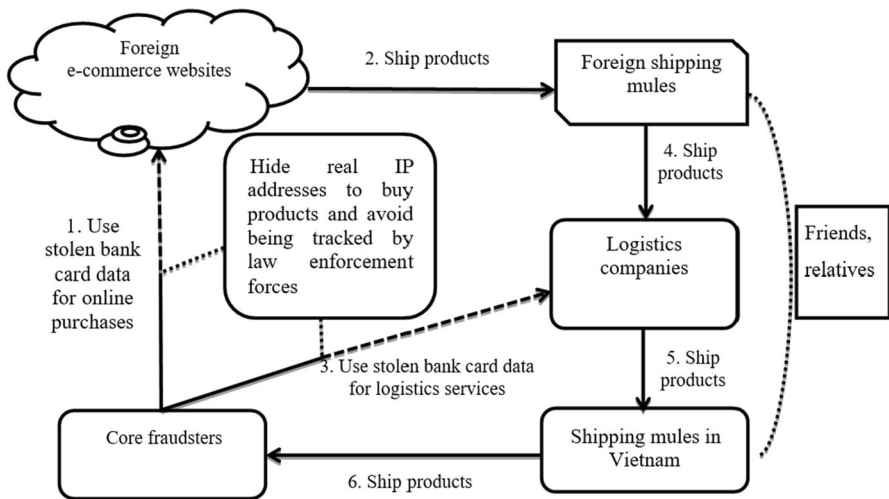 Foreign
e-commerce websites
2. Ship products
Foreign shipping
mules
Hide real IP
addresses to buy
products and avoid
being tracked by
law enforcement
forces
4. Ship
products
1. Use
stolen bank
card data
for online
purchases
Logistics
companies
Friends,
relatives
3. Use stolen bank card data
for logistics services
5. Ship
products
Core fraudsters
6. Ship products
Shipping mules in
Vietnam